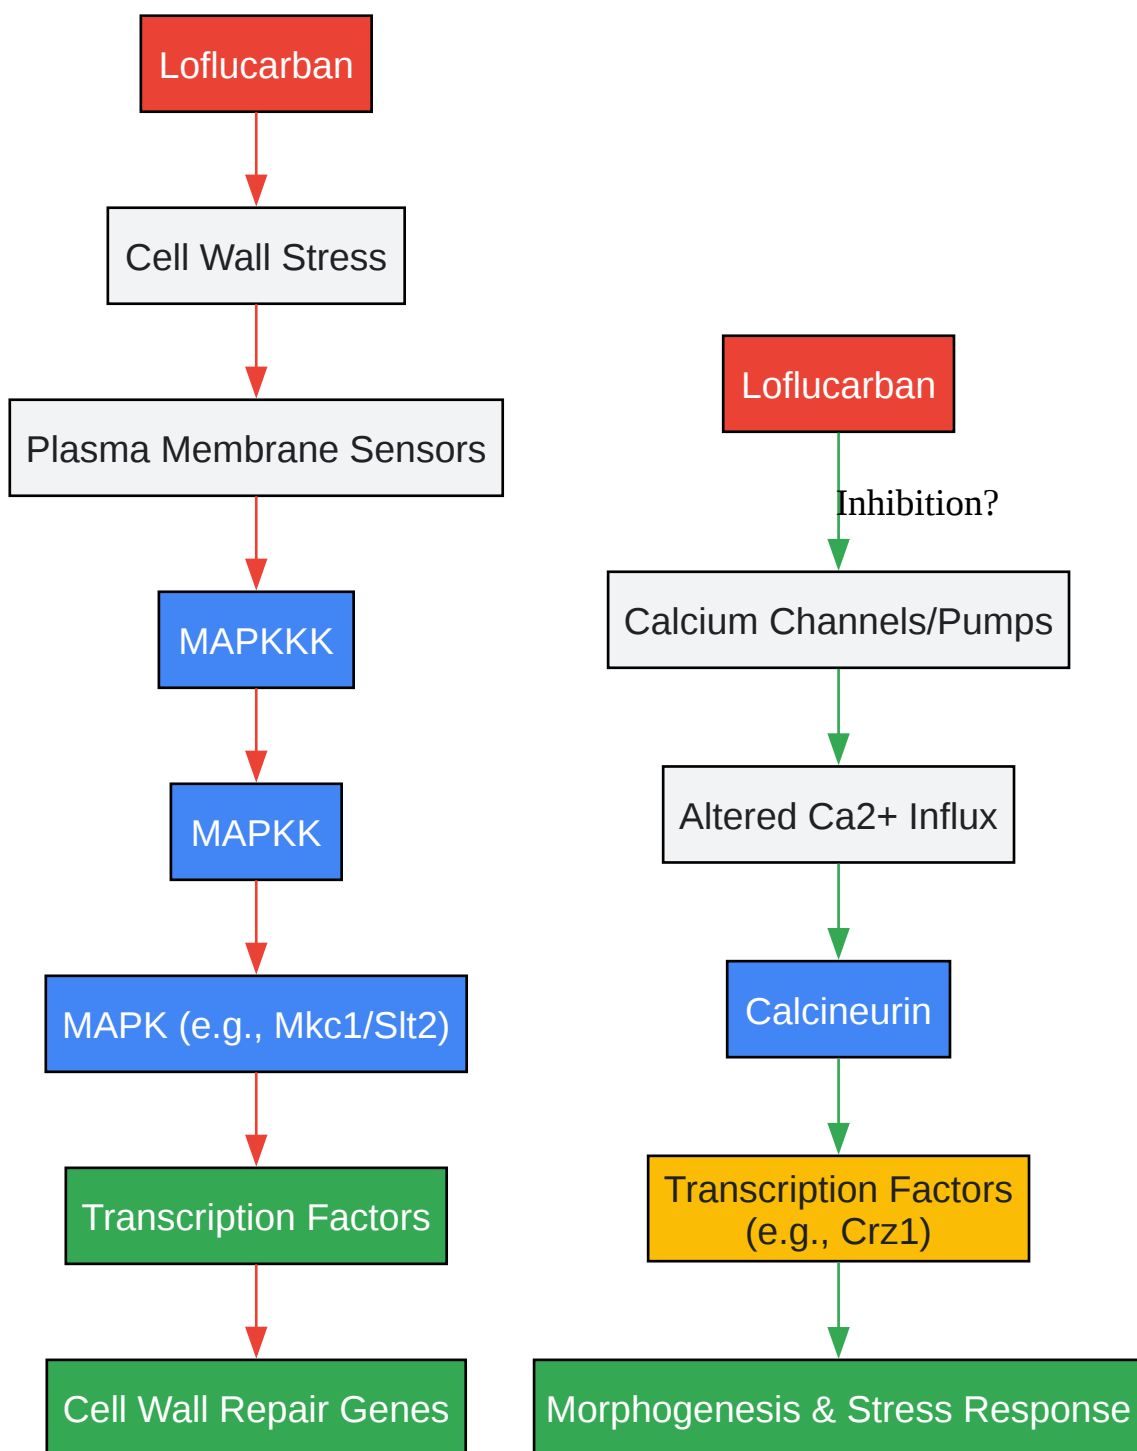 Loflucarban
Cell Wall Stress
Plasma Membrane Sensors
MAPKKK
MAPKK
MAPK (e.g., Mkc1/Slt2)
Transcription Factors
Cell Wall Repair Genes
Loflucarban
Inhibition?
Calcium Channels/Pumps
Altered Ca2+ Influx
Calcineurin
Transcription Factors
(e.g., Crz1)
Morphogenesis & Stress Response